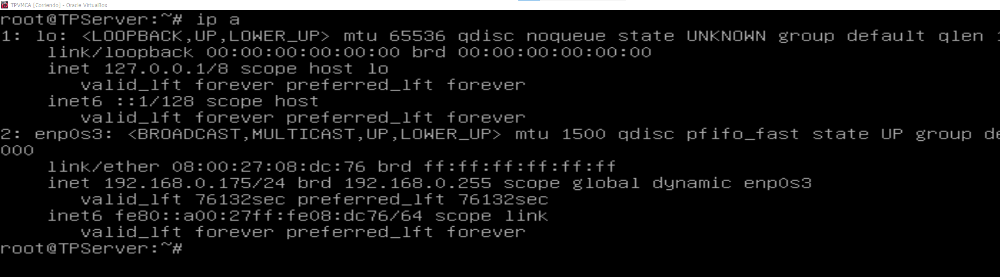 TPVMCA [Corriendo] - Oracle VirtualBox
root@TPServer:~# ip a
1: lo: <LOOPBACK,UP,LOWER_UP> mtu 65536 qdisc noqueue state UNKNOWN group default qlen
link/loopback 00:00:00:00:00:00 brd 00:00:00:00:00:00
inet 127.0.0.1/8 scope host lo
valid_lft forever preferred_lft forever
inet6 ::1/128 scope host
valid_lft forever preferred_lft forever
2: enp0s3: <BROADCAST,MULTICAST,UP,LOWER_UP> mtu 1500 qdisc pfifo_fast state UP group de
000
link/ether 08:00:27:08:dc:76 brd ff:ff:ff:ff:ff:ff
inet 192.168.0.175/24 brd 192.168.0.255 scope global dynamic enp0s3
valid_lft 76132sec preferred_lft 76132sec
inet6 fe80::a00:27ff:fe08:dc76/64 scope link
valid_lft forever preferred_lft forever
root@TPServer:~#